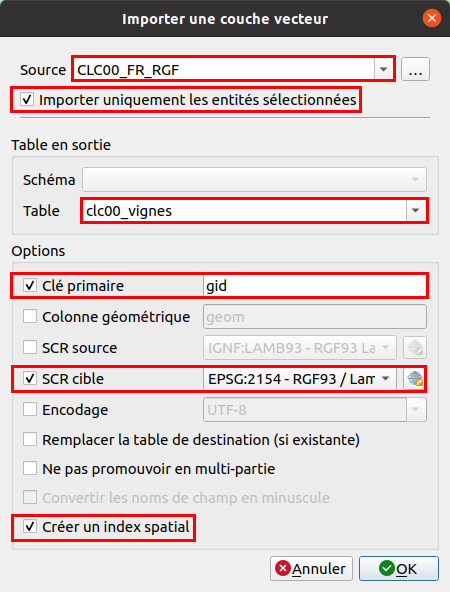 Importer une couche vecteur
Source CLC00_FR_RGF ...
Importer uniquement les entités sélectionnées
Table en sortie
Schéma
Table clc00_vignes
Options
Clé primaire gid
Colonne géométrique geom
SCR source IGNF:LAMB93 - RGF93 La
SCR cible EPSG:2154 - RGF93 / Lam
Encodage UTF-8
Remplacer la table de destination (si existante)
Ne pas promouvoir en multi-partie
Convertir les noms de champ en minuscule
Créer un index spatial
Annuler OK